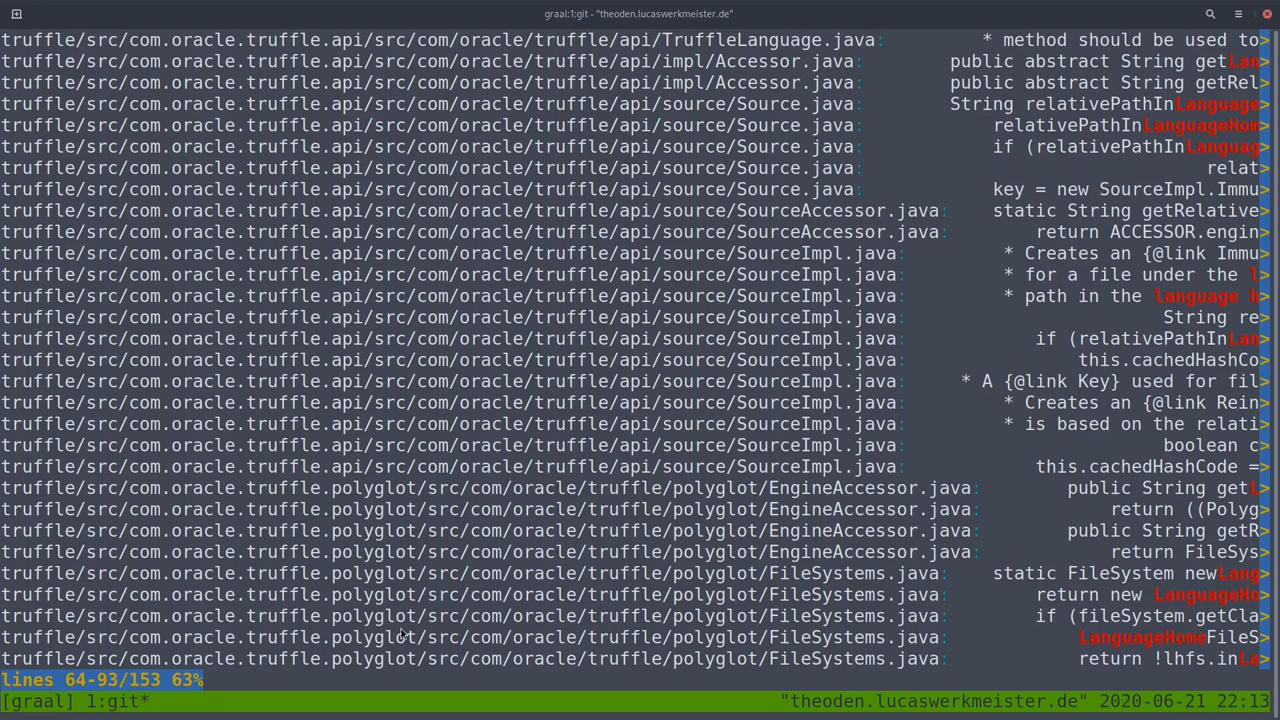 graal:1:git - "theoden.lucaswerkmeister.de"
truffle/src/com.oracle.truffle.api/src/com/oracle/truffle/api/TruffleLanguage.java:         * method should be used to>
truffle/src/com.oracle.truffle.api/src/com/oracle/truffle/api/impl/Accessor.java:        public abstract String getLan>
truffle/src/com.oracle.truffle.api/src/com/oracle/truffle/api/impl/Accessor.java:        public abstract String getRel>
truffle/src/com.oracle.truffle.api/src/com/oracle/truffle/api/source/Source.java:        String relativePathInLanguage>
truffle/src/com.oracle.truffle.api/src/com/oracle/truffle/api/source/Source.java:            relativePathInLanguageHom>
truffle/src/com.oracle.truffle.api/src/com/oracle/truffle/api/source/Source.java:            if (relativePathInLanguag>
truffle/src/com.oracle.truffle.api/src/com/oracle/truffle/api/source/Source.java:                                relat>
truffle/src/com.oracle.truffle.api/src/com/oracle/truffle/api/source/Source.java:            key = new SourceImpl.Immu>
truffle/src/com.oracle.truffle.api/src/com/oracle/truffle/api/source/SourceAccessor.java:    static String getRelative>
truffle/src/com.oracle.truffle.api/src/com/oracle/truffle/api/source/SourceAccessor.java:        return ACCESSOR.engin>
truffle/src/com.oracle.truffle.api/src/com/oracle/truffle/api/source/SourceImpl.java:         * Creates an {@link Immu>
truffle/src/com.oracle.truffle.api/src/com/oracle/truffle/api/source/SourceImpl.java:         * for a file under the l>
truffle/src/com.oracle.truffle.api/src/com/oracle/truffle/api/source/SourceImpl.java:         * path in the language h>
truffle/src/com.oracle.truffle.api/src/com/oracle/truffle/api/source/SourceImpl.java:                        String re>
truffle/src/com.oracle.truffle.api/src/com/oracle/truffle/api/source/SourceImpl.java:            if (relativePathInLan>
truffle/src/com.oracle.truffle.api/src/com/oracle/truffle/api/source/SourceImpl.java:                this.cachedHashCo>
truffle/src/com.oracle.truffle.api/src/com/oracle/truffle/api/source/SourceImpl.java:     * A {@link Key} used for fil>
truffle/src/com.oracle.truffle.api/src/com/oracle/truffle/api/source/SourceImpl.java:         * Creates an {@link Rein>
truffle/src/com.oracle.truffle.api/src/com/oracle/truffle/api/source/SourceImpl.java:         * is based on the relati>
truffle/src/com.oracle.truffle.api/src/com/oracle/truffle/api/source/SourceImpl.java:                        boolean c>
truffle/src/com.oracle.truffle.api/src/com/oracle/truffle/api/source/SourceImpl.java:            this.cachedHashCode =>
truffle/src/com.oracle.truffle.polyglot/src/com/oracle/truffle/polyglot/EngineAccessor.java:        public String getL>
truffle/src/com.oracle.truffle.polyglot/src/com/oracle/truffle/polyglot/EngineAccessor.java:            return ((Polyg>
truffle/src/com.oracle.truffle.polyglot/src/com/oracle/truffle/polyglot/EngineAccessor.java:        public String getR>
truffle/src/com.oracle.truffle.polyglot/src/com/oracle/truffle/polyglot/EngineAccessor.java:            return FileSys>
truffle/src/com.oracle.truffle.polyglot/src/com/oracle/truffle/polyglot/FileSystems.java:    static FileSystem newLang>
truffle/src/com.oracle.truffle.polyglot/src/com/oracle/truffle/polyglot/FileSystems.java:        return new LanguageHo>
truffle/src/com.oracle.truffle.polyglot/src/com/oracle/truffle/polyglot/FileSystems.java:        if (fileSystem.getCla>
truffle/src/com.oracle.truffle.polyglot/src/com/oracle/truffle/polyglot/FileSystems.java:            LanguageHomeFileS>
truffle/src/com.oracle.truffle.polyglot/src/com/oracle/truffle/polyglot/FileSystems.java:            return !lhfs.inLa>
lines 64-93/153 63%
[graal] 1:git* "theoden.lucaswerkmeister.de" 2020-06-21 22:13